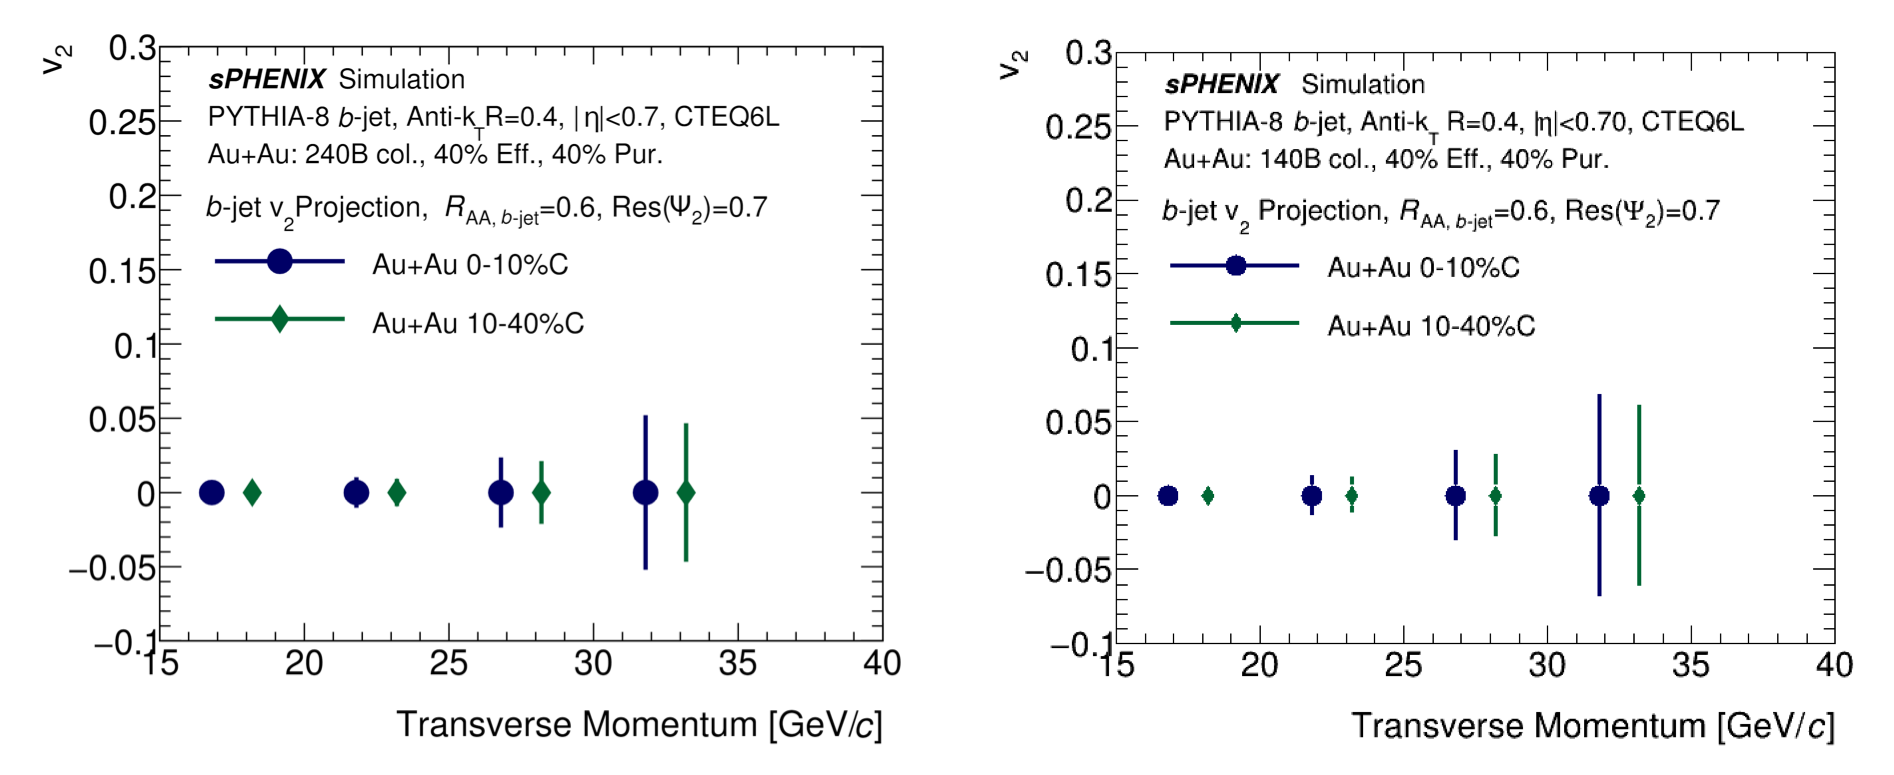 v2
0.3
0.25
0.2
0.15
0.1
0.05
0
−0.05
−0.1
sPHENIX Simulation
PYTHIA-8 b-jet, Anti-kT R=0.4, |η|<0.7, CTEQ6L
Au+Au: 240B col., 40% Eff., 40% Pur.
b-jet v2 Projection, RAA, b-jet=0.6, Res(Ψ2)=0.7
Au+Au 0-10%C
Au+Au 10-40%C
15 20 25 30 35 40
Transverse Momentum [GeV/c]
v2
0.3
0.25
0.2
0.15
0.1
0.05
0
−0.05
−0.1
sPHENIX Simulation
PYTHIA-8 b-jet, Anti-kT R=0.4, |η|<0.70, CTEQ6L
Au+Au: 140B col., 40% Eff., 40% Pur.
b-jet v2 Projection, RAA, b-jet=0.6, Res(Ψ2)=0.7
Au+Au 0-10%C
Au+Au 10-40%C
15 20 25 30 35 40
Transverse Momentum [GeV/c]